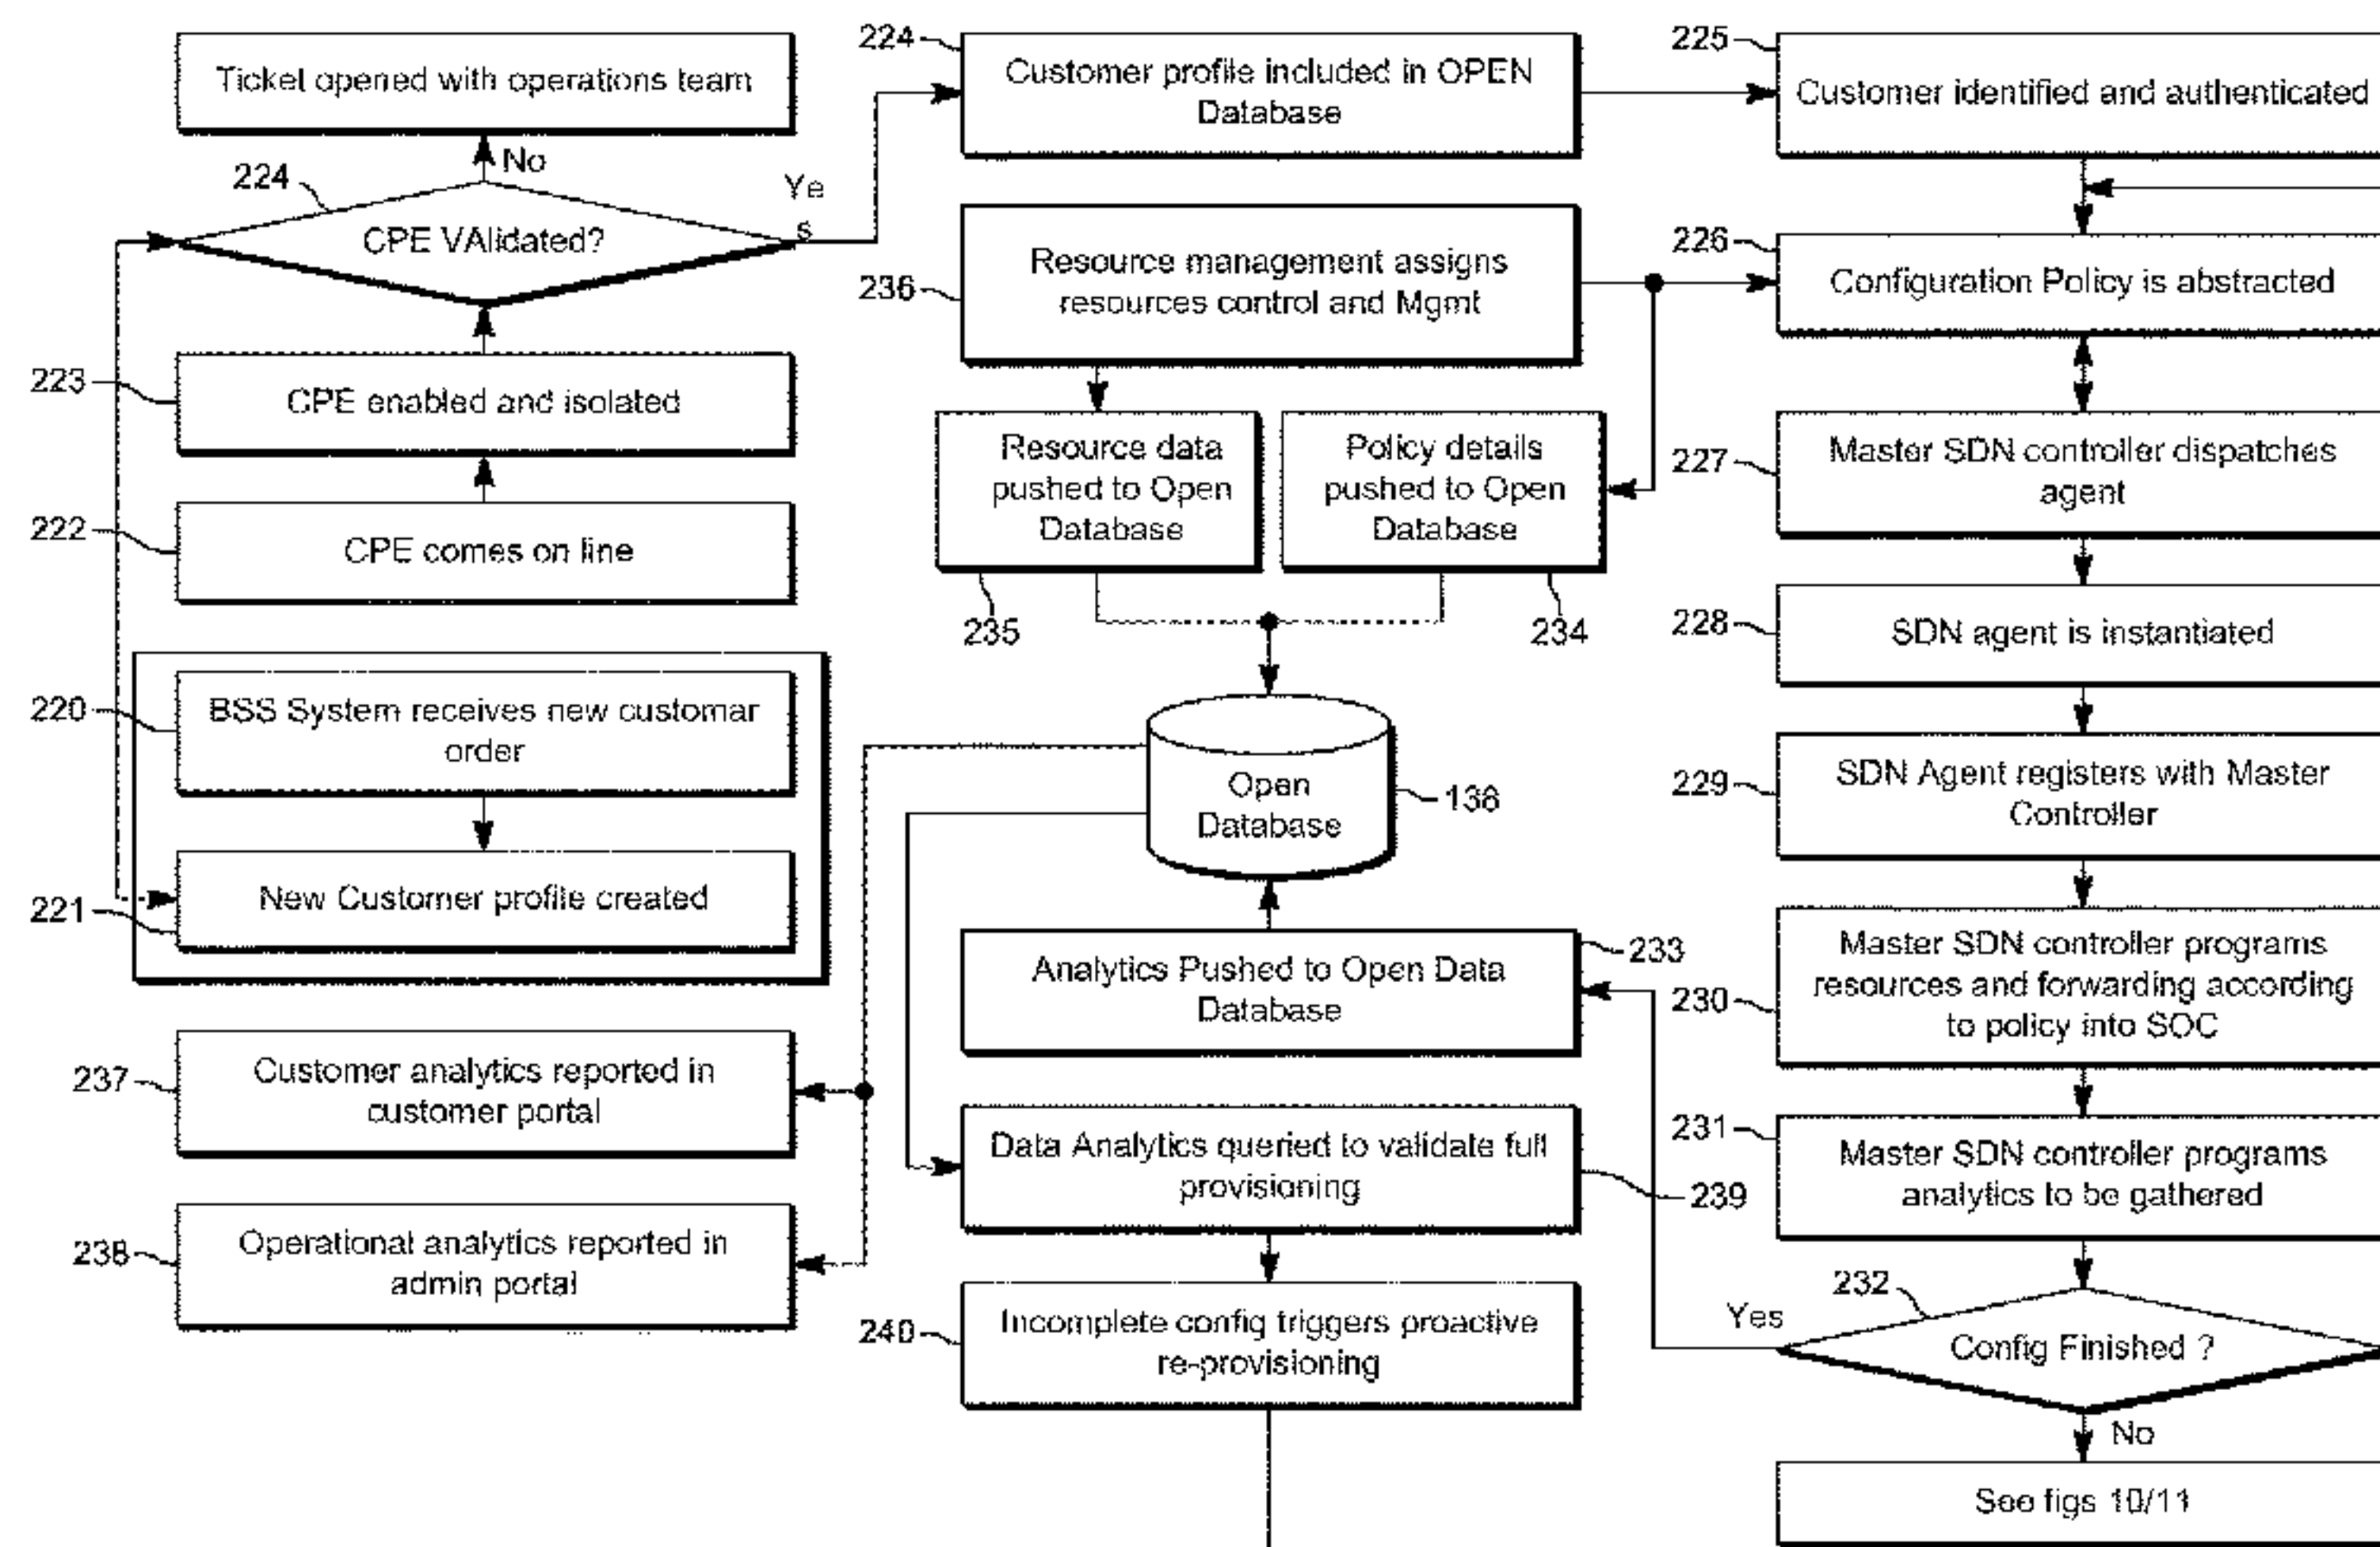 Ticket opened with operations team
No
224
Ye
s
CPE VAlidated?
223
CPE enabled and isolated
222
CPE comes on line
220
BSS System receives new customar
order
221
New Customer profile created
237
Customer analytics reported in
customer portal
238
Operational analytics reported in
admin portal
224
Customer profile included in OPEN
Database
236
Resource management assigns
resources control and Mgmt
Resource data
pushed to Open
Database
235
Policy details
pushed to Open
Database
234
Open
Database
138
Analytics Pushed to Open Data
Database
233
Data Analytics queried to validate full
provisioning
239
240
Incomplete config triggers proactive
re-provisioning
225
Customer identified and authenticated
226
Configuration Policy is abstracted
227
Master SDN controller dispatches
agent
228
SDN agent is instantiated
229
SDN Agent registers with Master
Controller
230
Master SDN controller programs
resources and forwarding according
to policy into SOC
231
Master SDN controller programs
analytics to be gathered
232
Yes
Config Finished ?
No
See figs 10/11